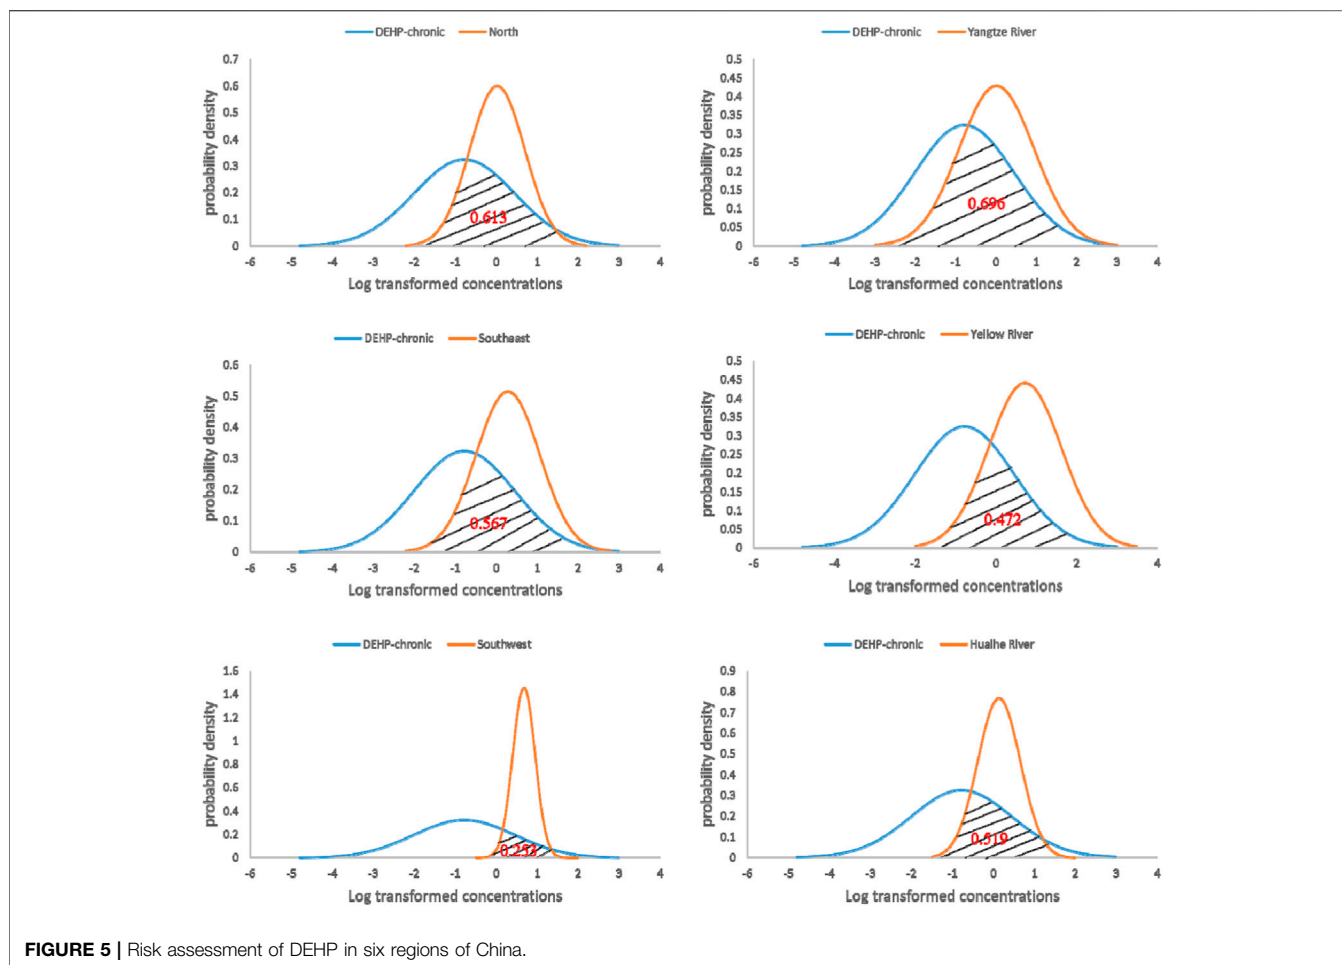 DEHP-chronic North
0.7
0.6
0.5
0.4
0.3
0.2
0.1
0
probability density
0.613
-6 -5 -4 -3 -2 -1 0 1 2 3 4
Log transformed concentrations
DEHP-chronic Yangtze River
0.5
0.45
0.4
0.35
0.3
0.25
0.2
0.15
0.1
0.05
0
probability density
0.696
-6 -5 -4 -3 -2 -1 0 1 2 3 4
Log transformed concentrations
DEHP-chronic Southeast
0.6
0.5
0.4
0.3
0.2
0.1
0
probability density
0.567
-6 -5 -4 -3 -2 -1 0 1 2 3 4
Log transformed concentrations
DEHP-chronic Yellow River
0.5
0.45
0.4
0.35
0.3
0.25
0.2
0.15
0.1
0.05
0
probability density
0.472
-6 -5 -4 -3 -2 -1 0 1 2 3 4
Log transformed concentrations
DEHP-chronic Southwest
1.6
1.4
1.2
1
0.8
0.6
0.4
0.2
0
probability density
0.253
-6 -5 -4 -3 -2 -1 0 1 2 3 4
Log transformed concentrations
DEHP-chronic Huaihe River
0.9
0.8
0.7
0.6
0.5
0.4
0.3
0.2
0.1
0
probability density
0.519
-6 -5 -4 -3 -2 -1 0 1 2 3 4
Log transformed concentrations
FIGURE 5 | Risk assessment of DEHP in six regions of China.